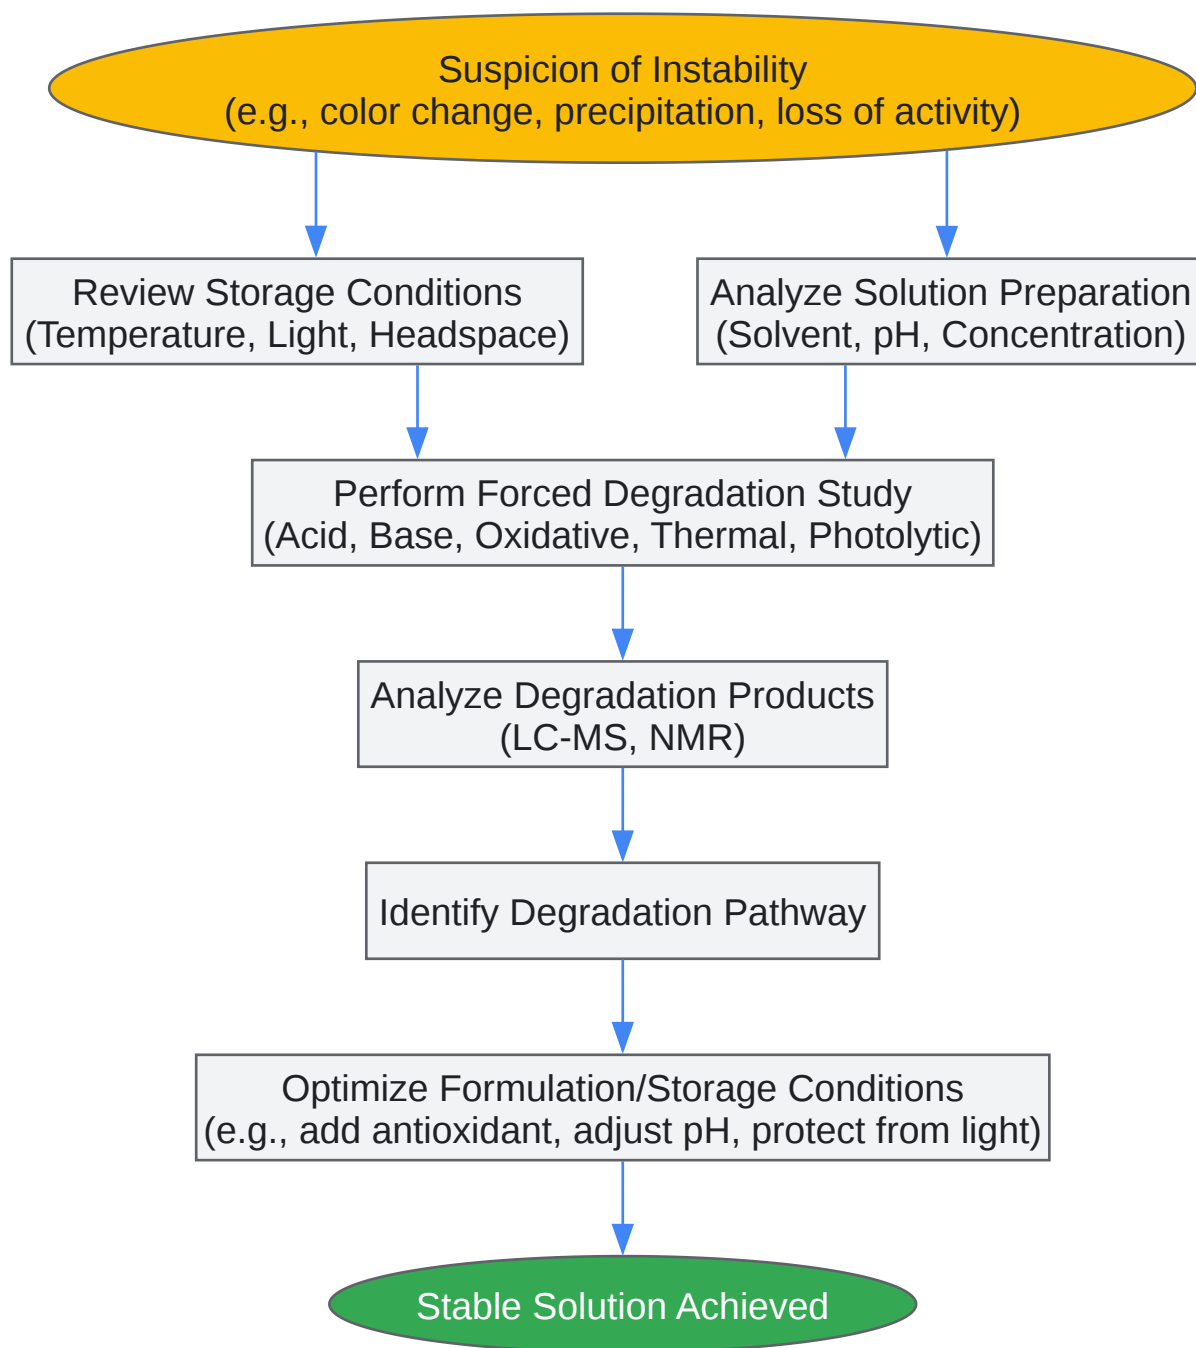 Suspicion of Instability
(e.g., color change, precipitation, loss of activity)
Review Storage Conditions
(Temperature, Light, Headspace)
Analyze Solution Preparation
(Solvent, pH, Concentration)
Perform Forced Degradation Study
(Acid, Base, Oxidative, Thermal, Photolytic)
Analyze Degradation Products
(LC-MS, NMR)
Identify Degradation Pathway
Optimize Formulation/Storage Conditions
(e.g., add antioxidant, adjust pH, protect from light)
Stable Solution Achieved